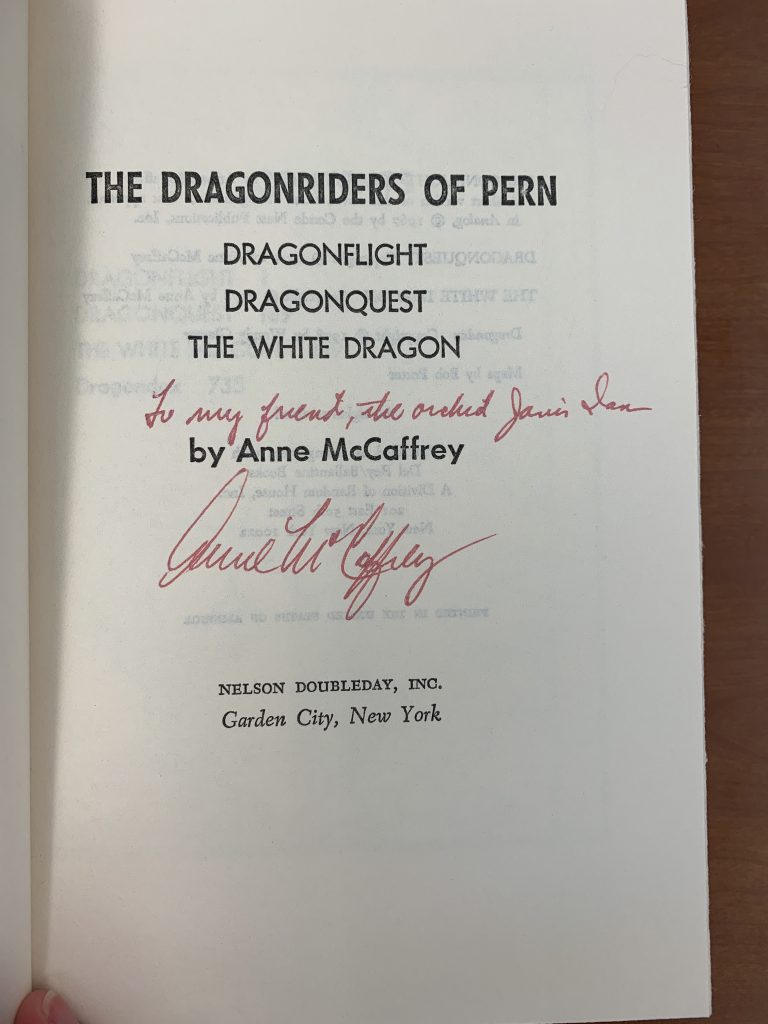 THE DRAGONRIDERS OF PERN
DRAGONFLIGHT
DRAGONQUEST
THE WHITE DRAGON
To my friend, the orchid Janis Ian
by Anne McCaffrey
Anne McCaffrey
NELSON DOUBLEDAY, INC.
Garden City, New York